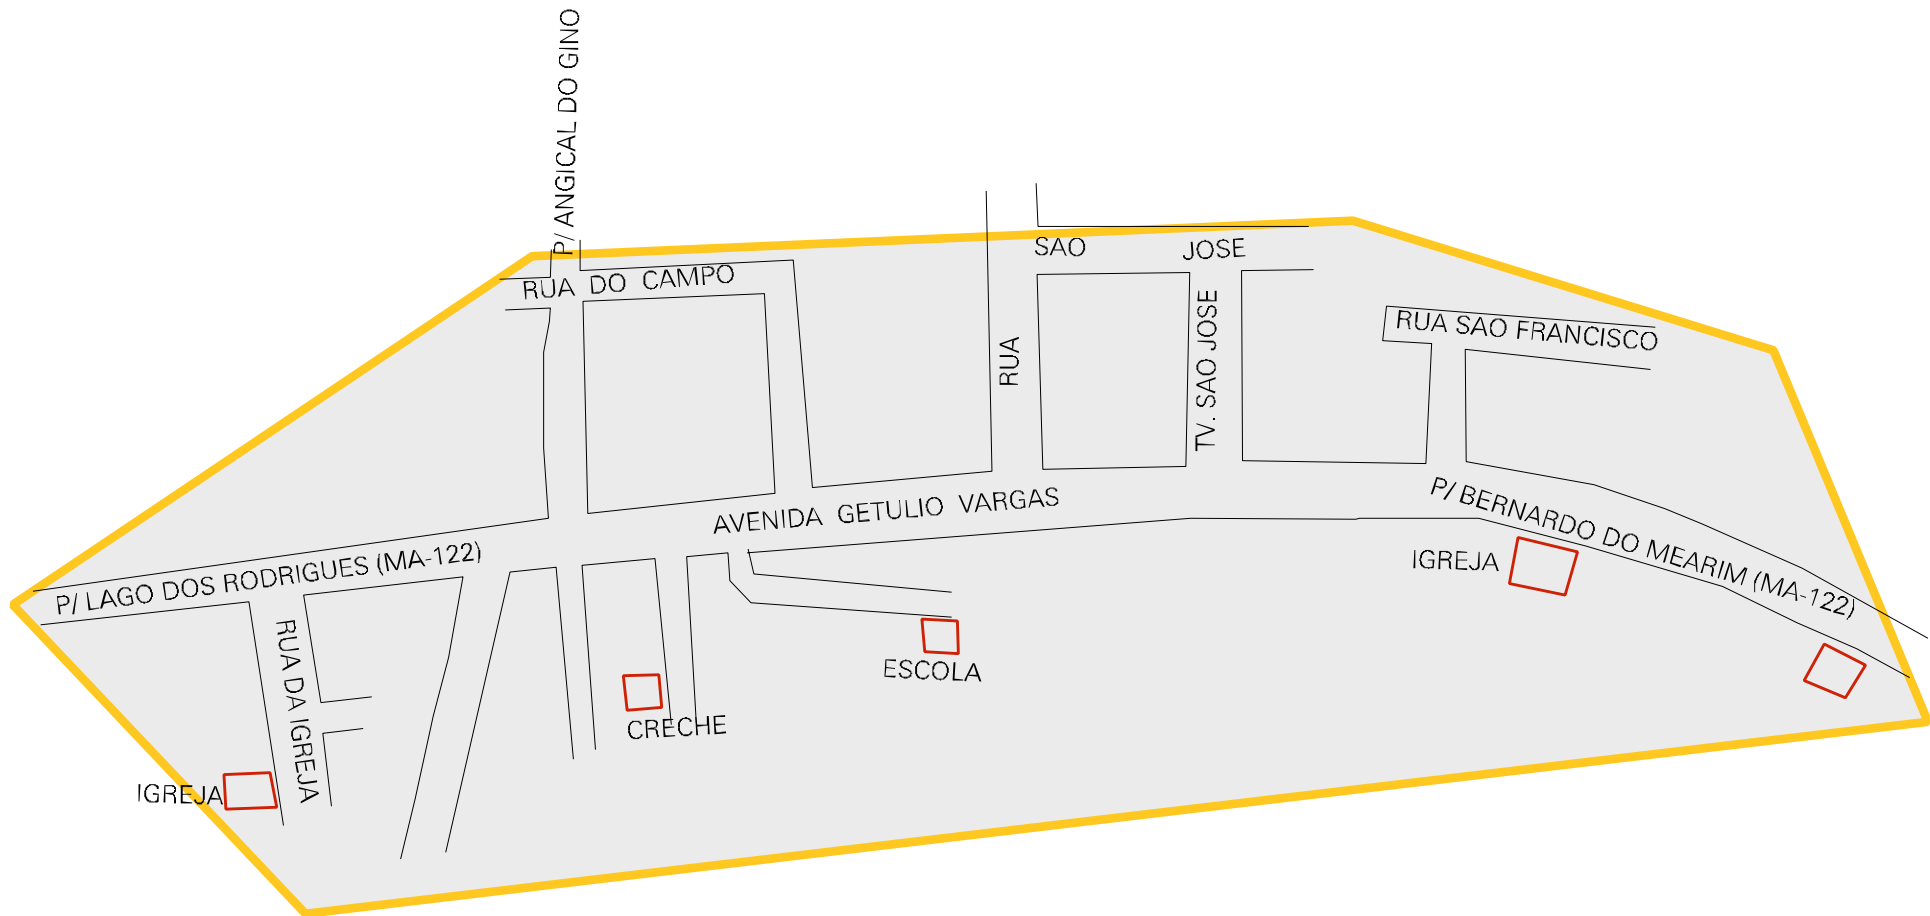 P/ ANGICAL DO GINO
SAO JOSE
RUA DO CAMPO
RUA
TV. SAO JOSE
RUA SAO FRANCISCO
AVENIDA GETULIO VARGAS
P/ BERNARDO DO MEARIM (MA-122)
P/ LAGO DOS RODRIGUES (MA-122)
IGREJA
RUA DA IGREJA
ESCOLA
CRECHE
IGREJA